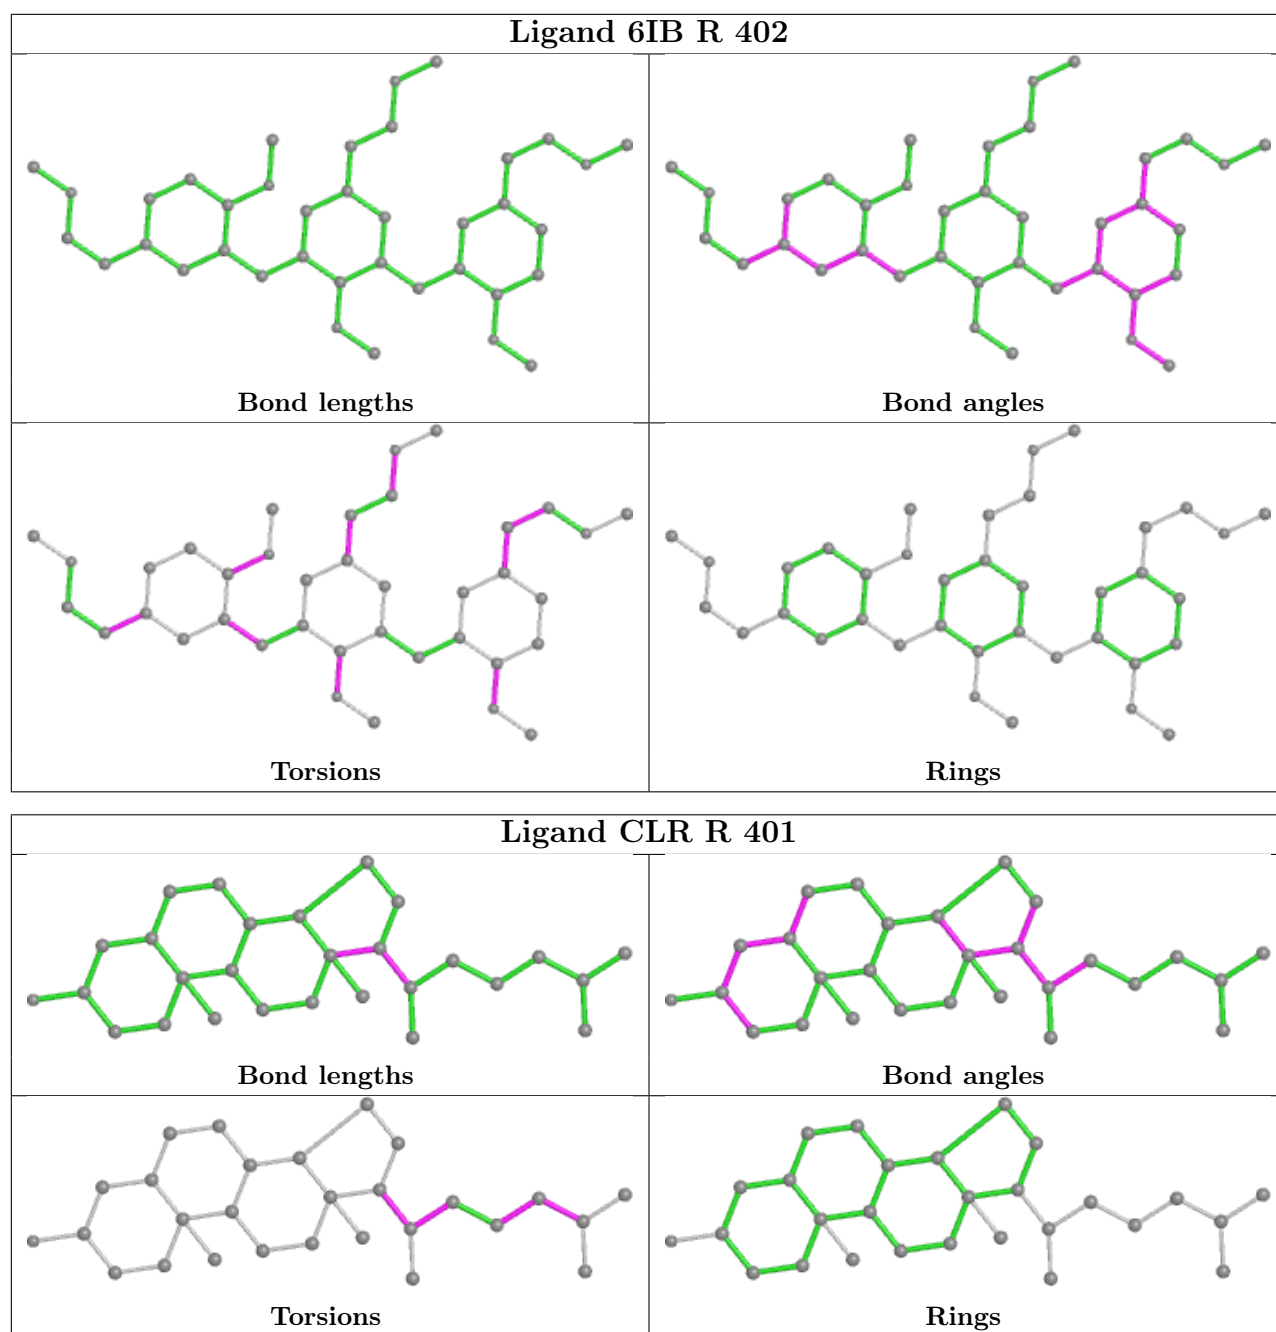 Ligand 6IB R 402
Bond lengths
Bond angles
Torsions
Rings
Ligand CLR R 401
Bond lengths
Bond angles
Torsions
Rings